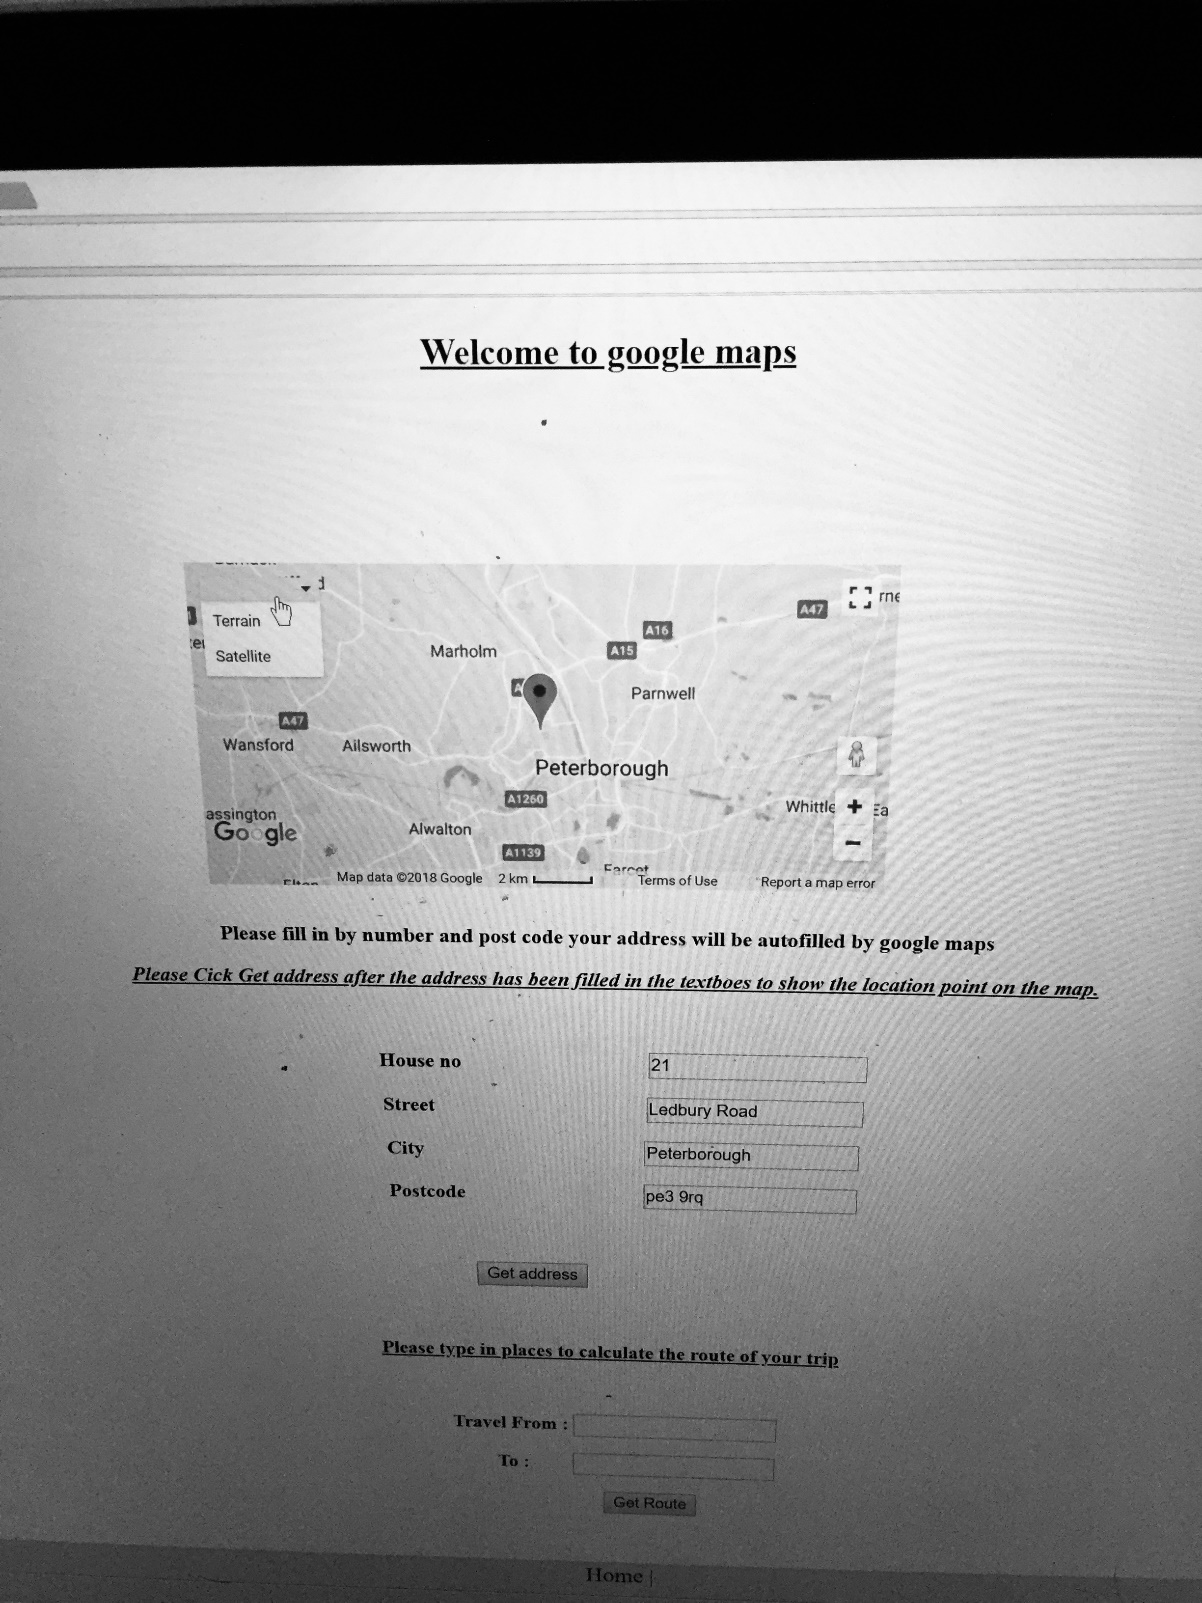 Welcome to google maps
Terrain
Satellite
Marholm
A16
A15
A47
Parnwell
A47
Wansford
Ailsworth
Peterborough
A1260
Whittle
assington
Google
Alwalton
A1139
Farcet
Map data ©2018 Google
2 km
Terms of Use
Report a map error
Please fill in by number and post code your address will be autofilled by google maps
Please Cick Get address after the address has been filled in the textboes to show the location point on the map.
House no 21
Street Ledbury Road
City Peterborough
Postcode pe3 9rq
Get address
Please type in places to calculate the route of your trip
Travel From :
To :
Get Route
Home |